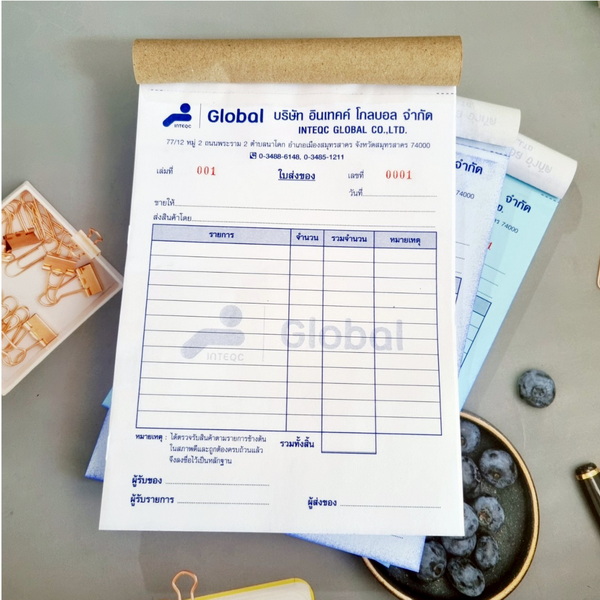 INTEQC Global บริษัท อินเทคค์ โกลบอล จำกัด
INTEQC GLOBAL CO.,LTD.
77/12 หมู่ 2 ถนนพระราม 2 ตำบลนาโคก อำเภอเมืองสมุทรสาคร จังหวัดสมุทรสาคร 74000
0-3488-6148, 0-3485-1211
เล่มที่ 001 ใบส่งของ เลขที่ 0001
วันที่
ขายให้
ส่งสินค้าโดย
รายการ จำนวน รวมจำนวน หมายเหตุ
INTEQC Global
หมายเหตุ : ได้ตรวจรับสินค้าตามรายการข้างต้น รวมทั้งสิ้น
ในสภาพดีและถูกต้องครบถ้วนแล้ว
จึงลงชื่อไว้เป็นหลักฐาน
ผู้รับของ
ผู้รับรายการ ผู้ส่งของ
จำกัด
74000
จำกัด
74000